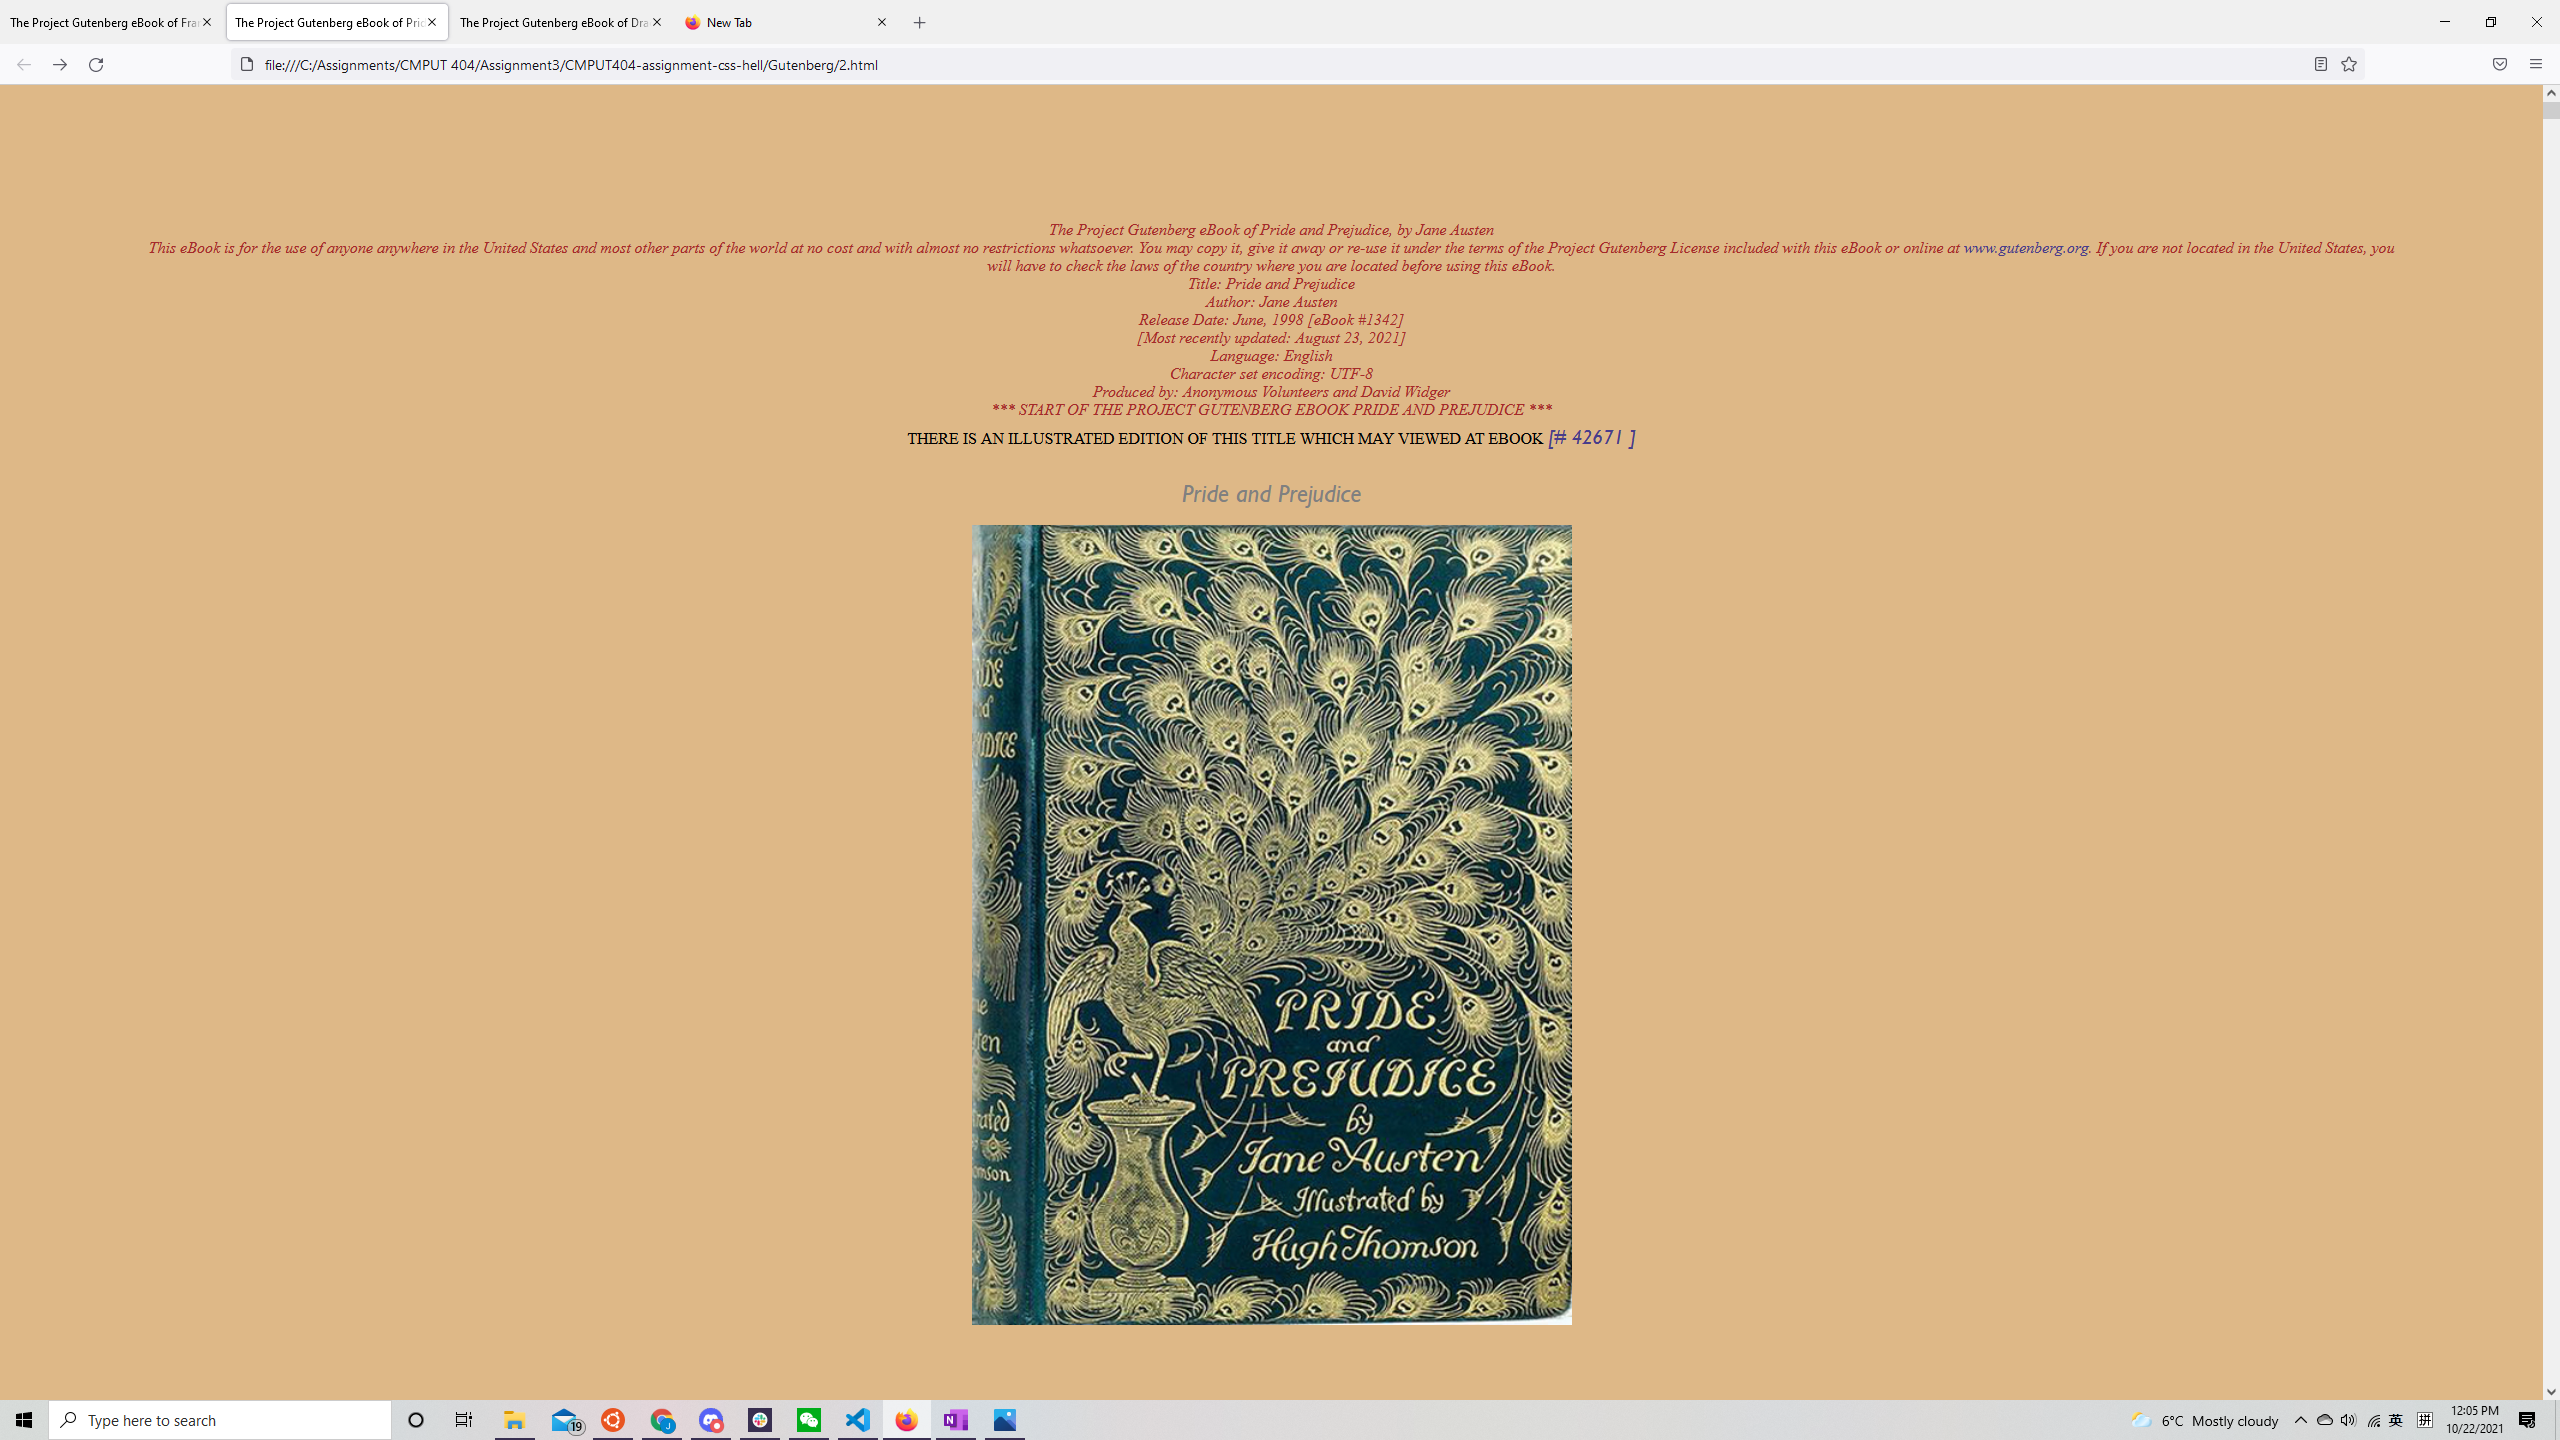 The Project Gutenberg eBook of Fra
The Project Gutenberg eBook of Pri
The Project Gutenberg eBook of Dra
New Tab
file:///C:/Assignments/CMPUT 404/Assignment3/CMPUT404-assignment-css-hell/Gutenberg/2.html
The Project Gutenberg eBook of Pride and Prejudice, by Jane Austen
This eBook is for the use of anyone anywhere in the United States and most other parts of the world at no cost and with almost no restrictions whatsoever. You may copy it, give it away or re-use it under the terms of the Project Gutenberg License included with this eBook or online at www.gutenberg.org. If you are not located in the United States, you
will have to check the laws of the country where you are located before using this eBook.
Title: Pride and Prejudice
Author: Jane Austen
Release Date: June, 1998 [eBook #1342]
[Most recently updated: August 23, 2021]
Language: English
Character set encoding: UTF-8
Produced by: Anonymous Volunteers and David Widger
*** START OF THE PROJECT GUTENBERG EBOOK PRIDE AND PREJUDICE ***
THERE IS AN ILLUSTRATED EDITION OF THIS TITLE WHICH MAY VIEWED AT EBOOK [# 42671 ]
Pride and Prejudice
PRIDE
and
PREJUDICE
by
Jane Austen
Illustrated by
Hugh Thomson
Type here to search
19
6°C Mostly cloudy
英
拼
12:05 PM
10/22/2021